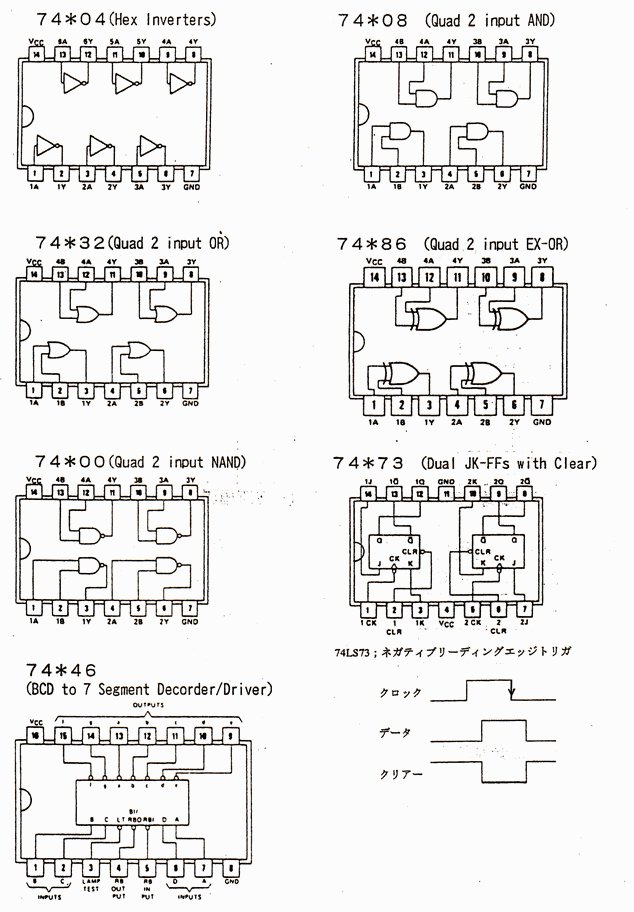 74*04(Hex Inverters)
VCC 6A 6Y 5A 5Y 4A 4Y
14 13 12 11 10 9 8
1 2 3 4 5 6 7
1A 1Y 2A 2Y 3A 3Y GND
74*08 (Quad 2 input AND)
VCC 4B 4A 4Y 3B 3A 3Y
14 13 12 11 10 9 8
1 2 3 4 5 6 7
1A 1B 1Y 2A 2B 2Y GND
74*32(Quad 2 input OR)
VCC 4B 4A 4Y 3B 3A 3Y
14 13 12 11 10 9 8
1 2 3 4 5 6 7
1A 1B 1Y 2A 2B 2Y GND
74*86 (Quad 2 input EX-OR)
VCC 4B 4A 4Y 3B 3A 3Y
14 13 12 11 10 9 8
1 2 3 4 5 6 7
1A 1B 1Y 2A 2B 2Y GND
74*00(Quad 2 input NAND)
VCC 4B 4A 4Y 3B 3A 3Y
14 13 12 11 10 9 8
1 2 3 4 5 6 7
1A 1B 1Y 2A 2B 2Y GND
74*73 (Dual JK-FFs with Clear)
1J 1Q̅ 1Q GND 2K 2Q 2Q̅
14 13 12 11 10 9 8
Q Q Q Q
CLR CLR
CK CK
J K K J
1 2 3 4 5 6 7
1 CK 1 1K VCC 2 CK 2 2J
CLR CLR
74LS73；ネガティブリーディングエッジトリガ
クロック
データ
クリアー
74*46
(BCD to 7 Segment Decorder/Driver)
OUTPUTS
VCC f g a b c d e
16 15 14 13 12 11 10 9
f g a b c d e
BI/
B C LT RBO RBI D A
1 2 3 4 5 6 7 8
B C LAMP RB RB D A GND
TEST OUT IN
PUT PUT
INPUTS INPUTS